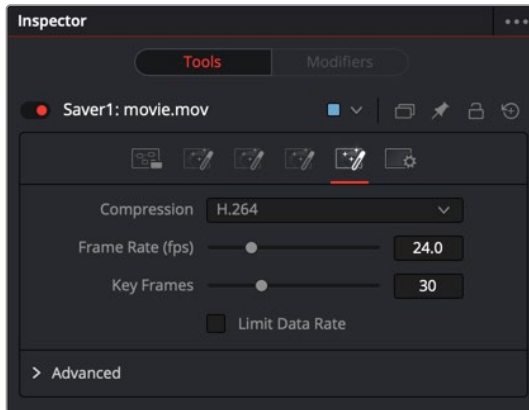 Inspector
Tools Modifiers
Saver1: movie.mov
Compression H.264
Frame Rate (fps) 24.0
Key Frames 30
Limit Data Rate
Advanced